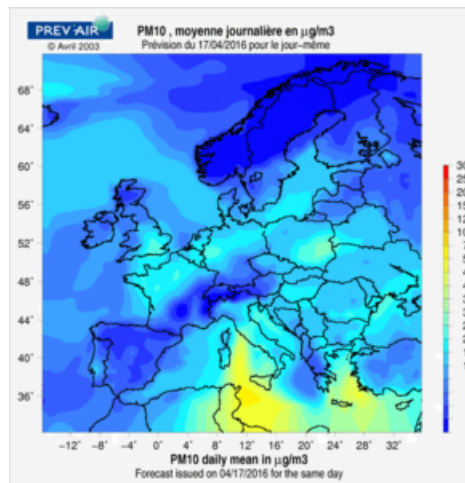 PREV'AIR
© Avril 2003
PM10 , moyenne journalière en µg/m3
Prévision du 17/04/2016 pour le jour-même
68°
64°
60°
56°
52°
48°
44°
40°
36°
-12° -8° -4° 0° 4° 8° 12° 16° 20° 24° 28° 32°
PM10 daily mean in µg/m3
Forecast issued on 04/17/2016 for the same day